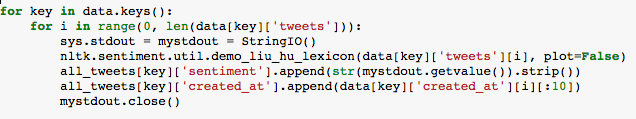 for key in data.keys():
    for i in range(0, len(data[key]['tweets'])):
        sys.stdout = mystdout = StringIO()
        nltk.sentiment.util.demo_liu_hu_lexicon(data[key]['tweets'][i], plot=False)
        all_tweets[key]['sentiment'].append(str(mystdout.getvalue()).strip())
        all_tweets[key]['created_at'].append(data[key]['created_at'][i][:10])
        mystdout.close()